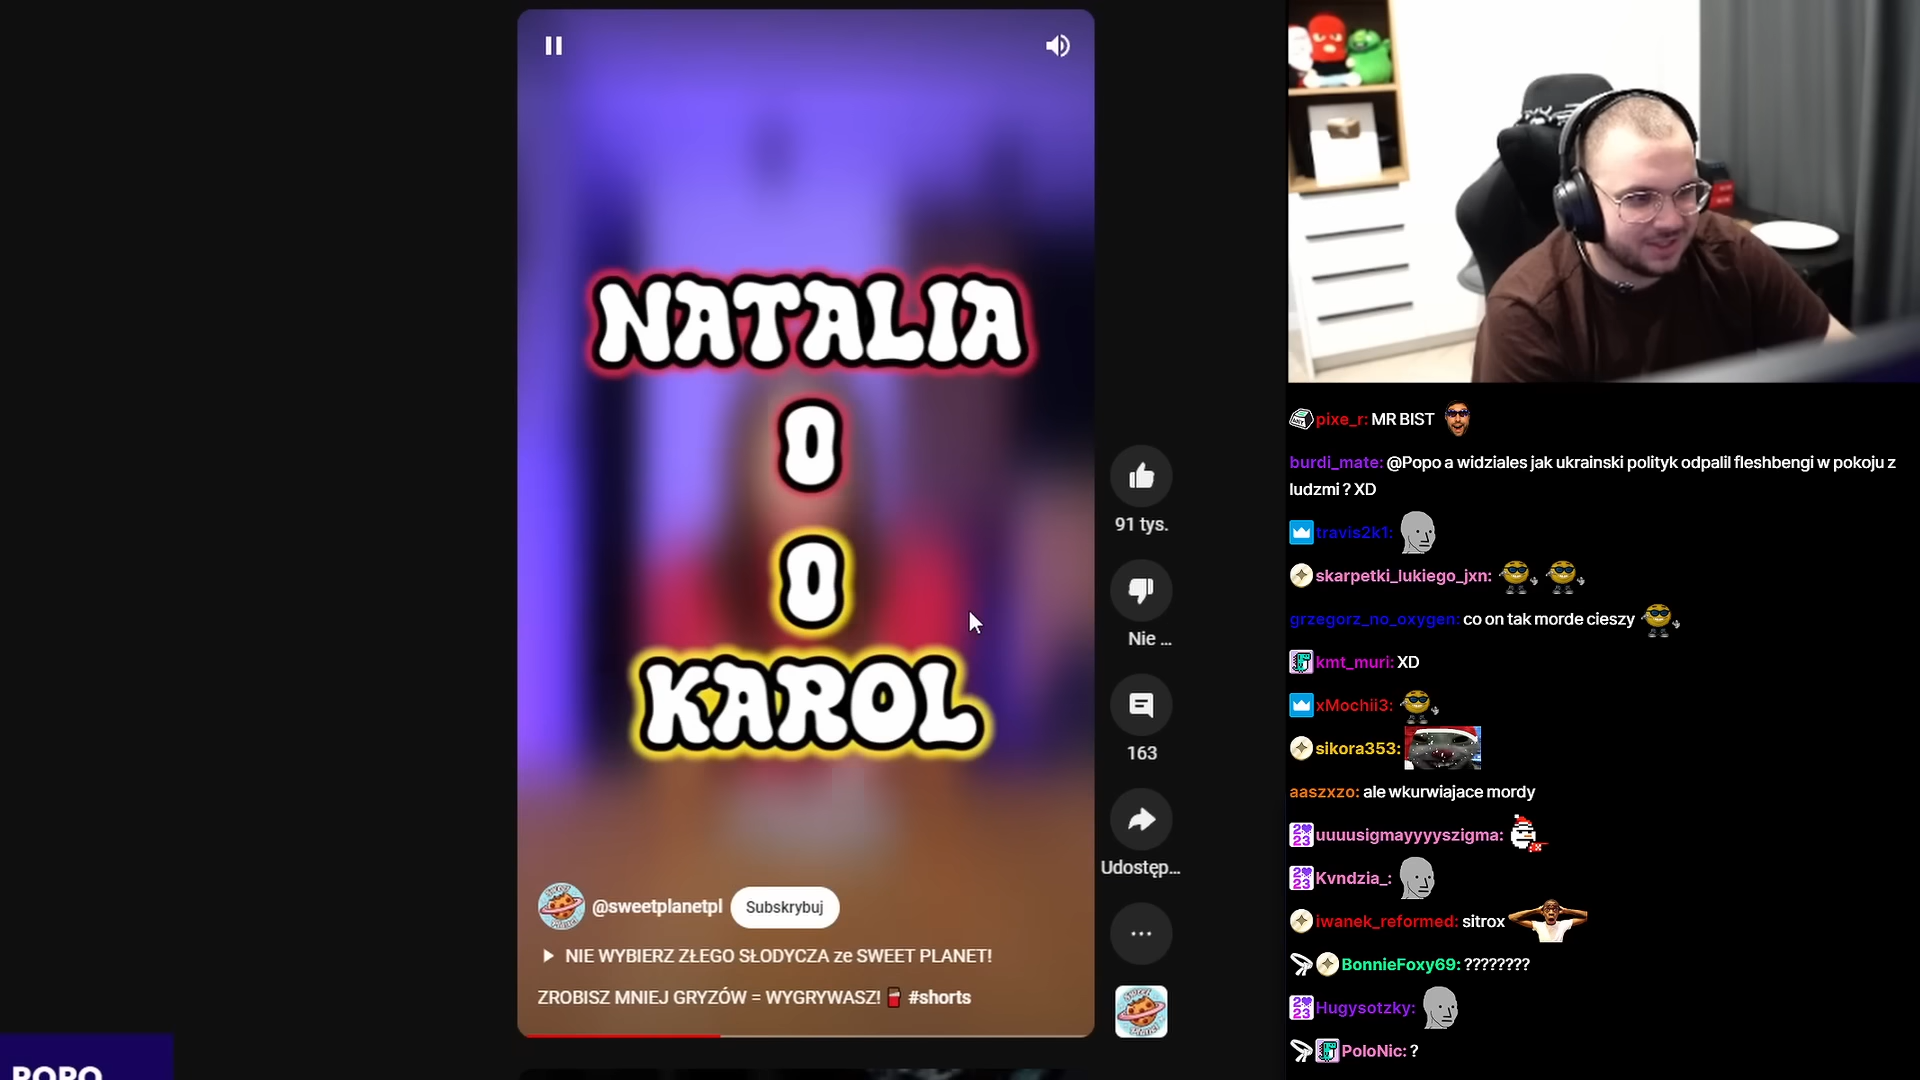 NATALIA
0
0
KAROL
91 tys.
Nie ...
163
Udostęp...
@sweetplanetpl
Subskrybuj
NIE WYBIERZ ZŁEGO SŁODYCZA ze SWEET PLANET!
ZROBISZ MNIEJ GRYZÓW = WYGRYWASZ! #shorts
POPO
pixe_r: MR BIST
burdi_mate: @Popo a widziales jak ukrainski polityk odpalil fleshbengi w pokoju z
ludzmi ? XD
travis2k1:
skarpetki_lukiego_jxn:
grzegorz_no_oxygen: co on tak morde cieszy
kmt_muri: XD
xMochii3:
sikora353:
aaszxzo: ale wkurwiajace mordy
uuuusigmayyyyszigma:
Kvndzia_:
iwanek_reformed: sitrox
BonnieFoxy69: ????????
Hugysotzky:
PoloNic: ?